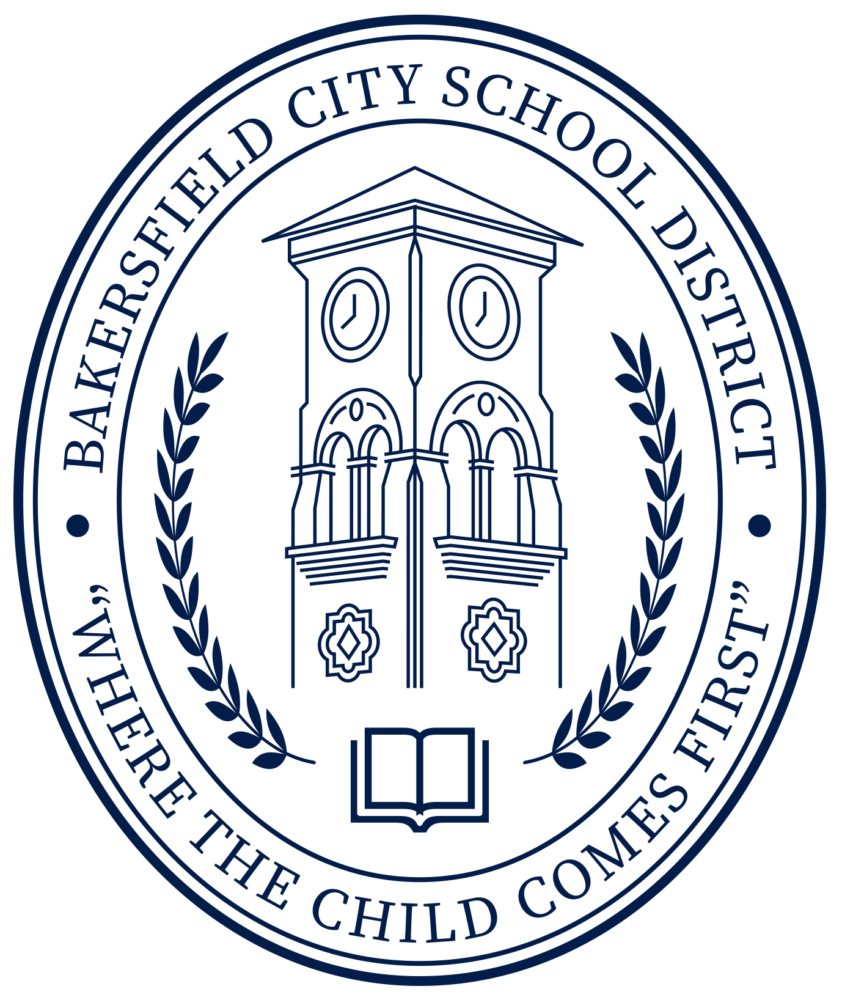 BAKERSFIELD CITY SCHOOL DISTRICT
”WHERE THE CHILD COMES FIRST”